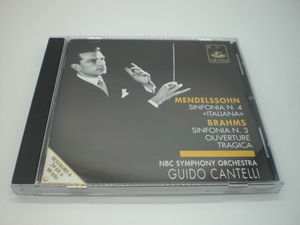 MENDELSSOHN
SINFONIA N. 4
«ITALIANA»
BRAHMS
SINFONIA N. 3
OUVERTURE
TRAGICA
NBC SYMPHONY ORCHESTRA
GUIDO CANTELLI